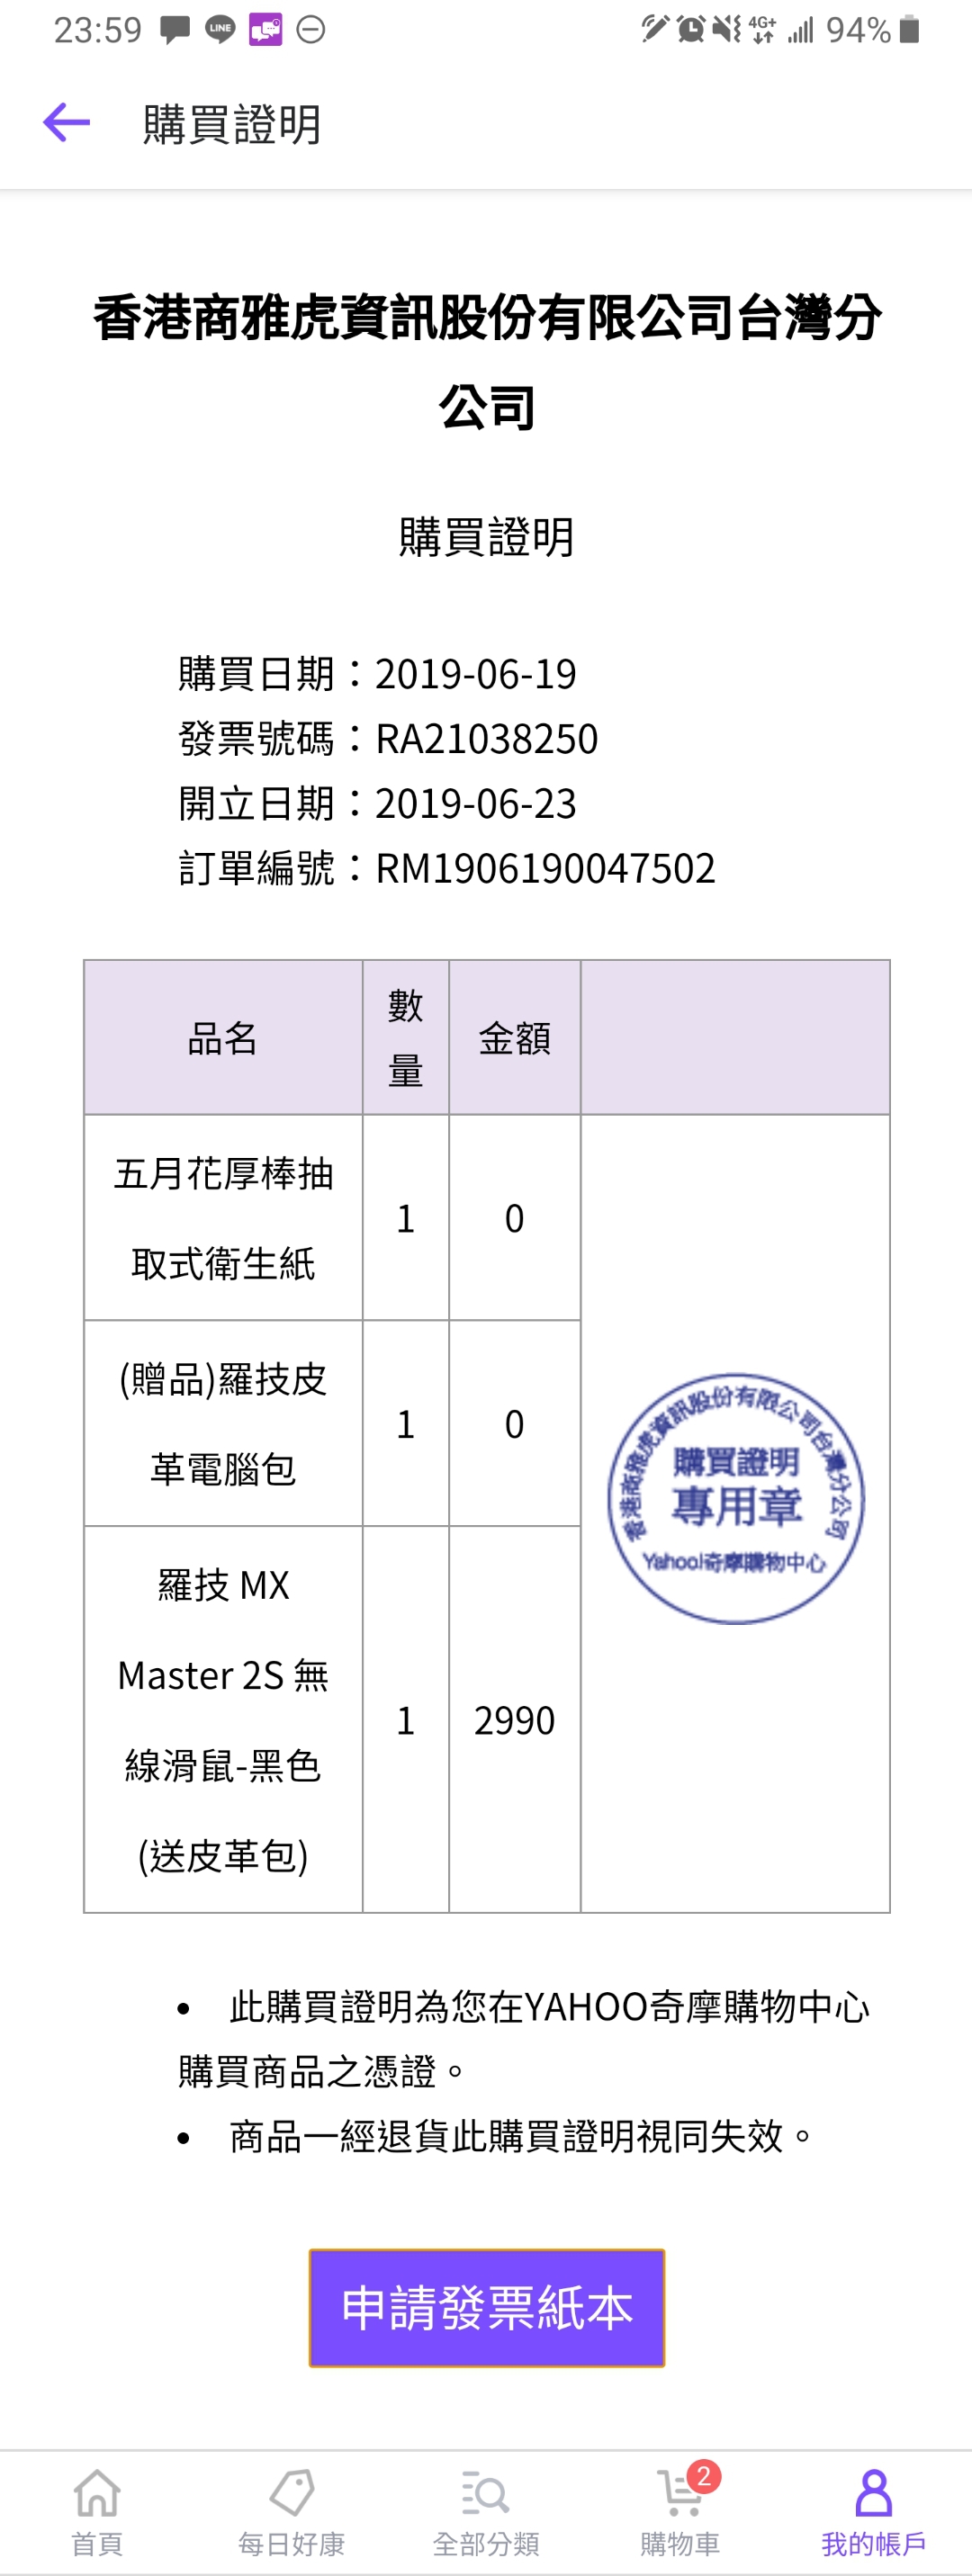 23:59
LINE
4G+
94%
購買證明
香港商雅虎資訊股份有限公司台灣分
公司
購買證明
購買日期：2019-06-19
發票號碼：RA21038250
開立日期：2019-06-23
訂單編號：RM1906190047502
品名
數
量
金額
五月花厚棒抽
取式衛生紙
1
0
(贈品)羅技皮
革電腦包
1
0
羅技 MX
Master 2S 無
線滑鼠-黑色
(送皮革包)
1
2990
香港商雅虎資訊股份有限公司台灣分公司
購買證明
專用章
Yahoo!奇摩購物中心
• 此購買證明為您在YAHOO奇摩購物中心
購買商品之憑證。
• 商品一經退貨此購買證明視同失效。
申請發票紙本
2
首頁
每日好康
全部分類
購物車
我的帳戶